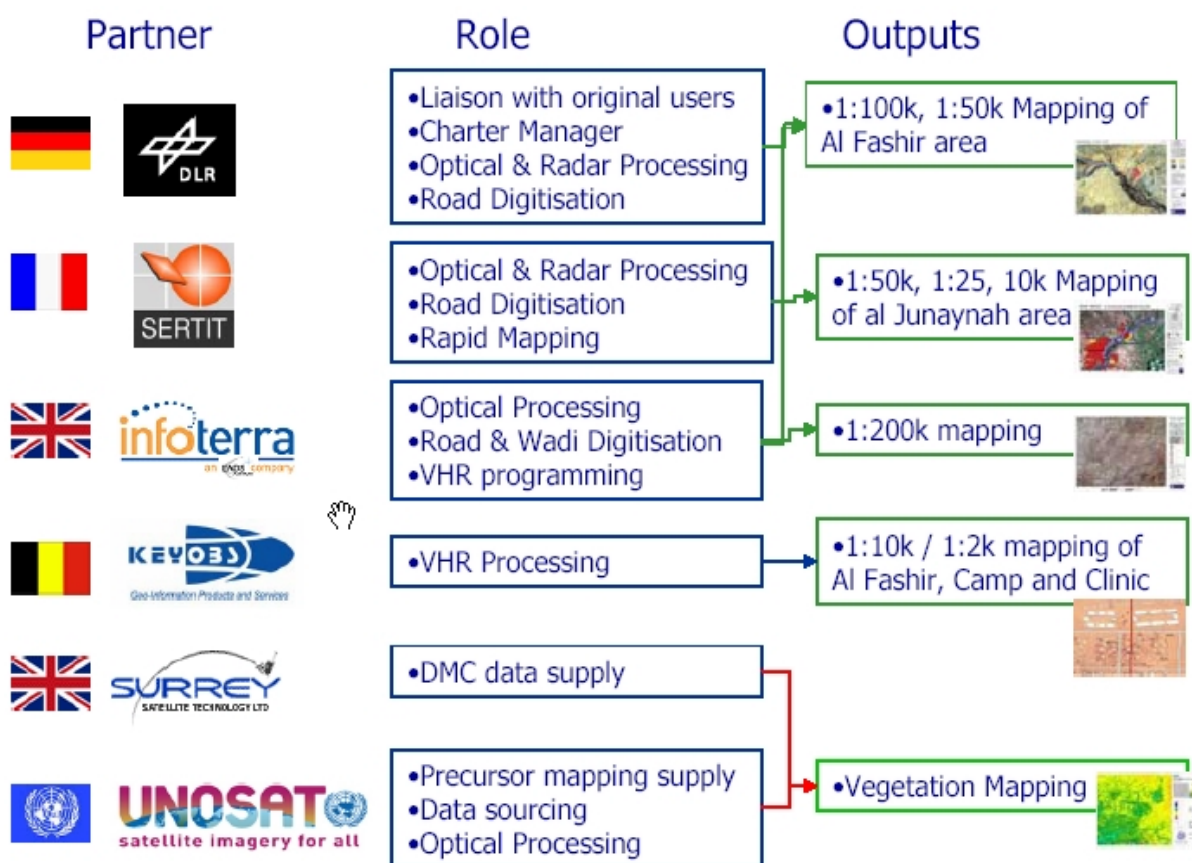 Partner
Role
Outputs
DLR
•Liaison with original users
•Charter Manager
•Optical & Radar Processing
•Road Digitisation
•1:100k, 1:50k Mapping of
Al Fashir area
SERTIT
•Optical & Radar Processing
•Road Digitisation
•Rapid Mapping
•1:50k, 1:25, 10k Mapping
of al Junaynah area
infoterra
an EADS company
•Optical Processing
•Road & Wadi Digitisation
•VHR programming
•1:200k mapping
KEYOBS
Geo-Information Products and Services
•VHR Processing
•1:10k / 1:2k mapping of
Al Fashir, Camp and Clinic
SURREY
SATELLITE TECHNOLOGY LTD
•DMC data supply
UNOSAT
satellite imagery for all
•Precursor mapping supply
•Data sourcing
•Optical Processing
•Vegetation Mapping